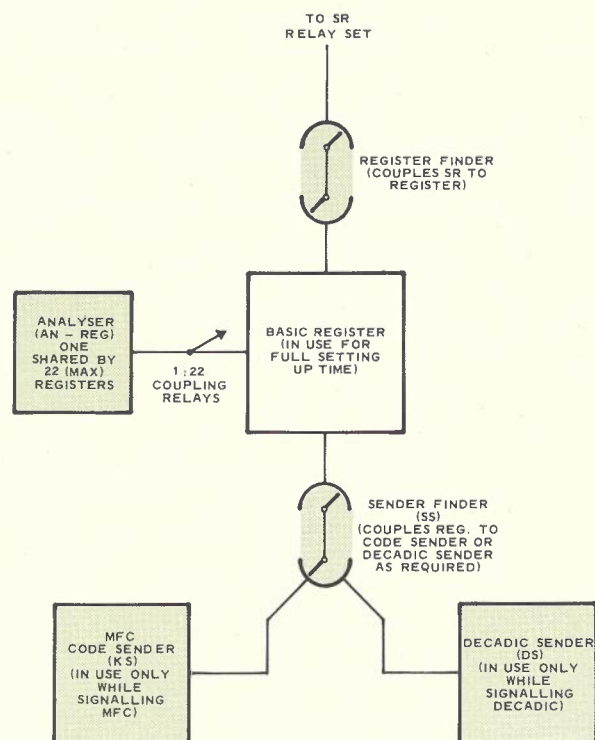 TO SR
RELAY SET
REGISTER FINDER
(COUPLES SR TO
REGISTER)
ANALYSER
(AN - REG)
ONE
SHARED BY
22 (MAX)
REGISTERS
1:22
COUPLING
RELAYS
BASIC REGISTER
(IN USE FOR
FULL SETTING
UP TIME)
SENDER FINDER
(SS)
(COUPLES REG. TO
CODE SENDER OR
DECADIC SENDER
AS REQUIRED)
MFC
CODE SENDER
(KS)
(IN USE ONLY
WHILE
SIGNALLING
MFC)
DECADIC SENDER
(DS)
(IN USE ONLY
WHILE
SIGNALLING
DECADIC)